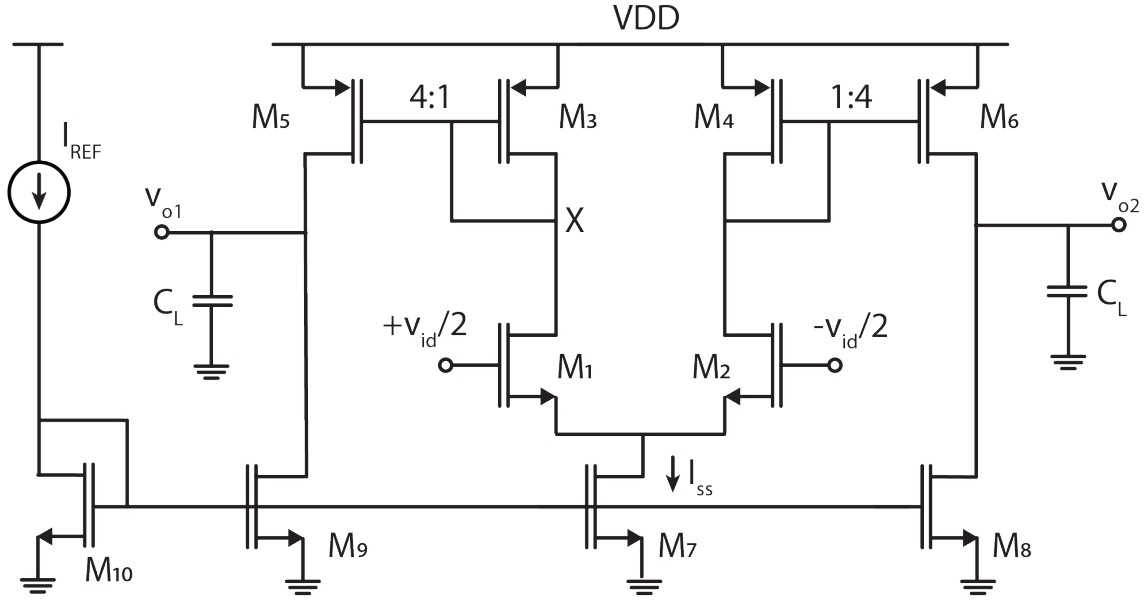 VDD
4:1
1:4
M5
M3
M4
M6
IREF
vo1
X
vo2
CL
CL
+vid/2
-vid/2
M1
M2
Iss
M10
M9
M7
M8